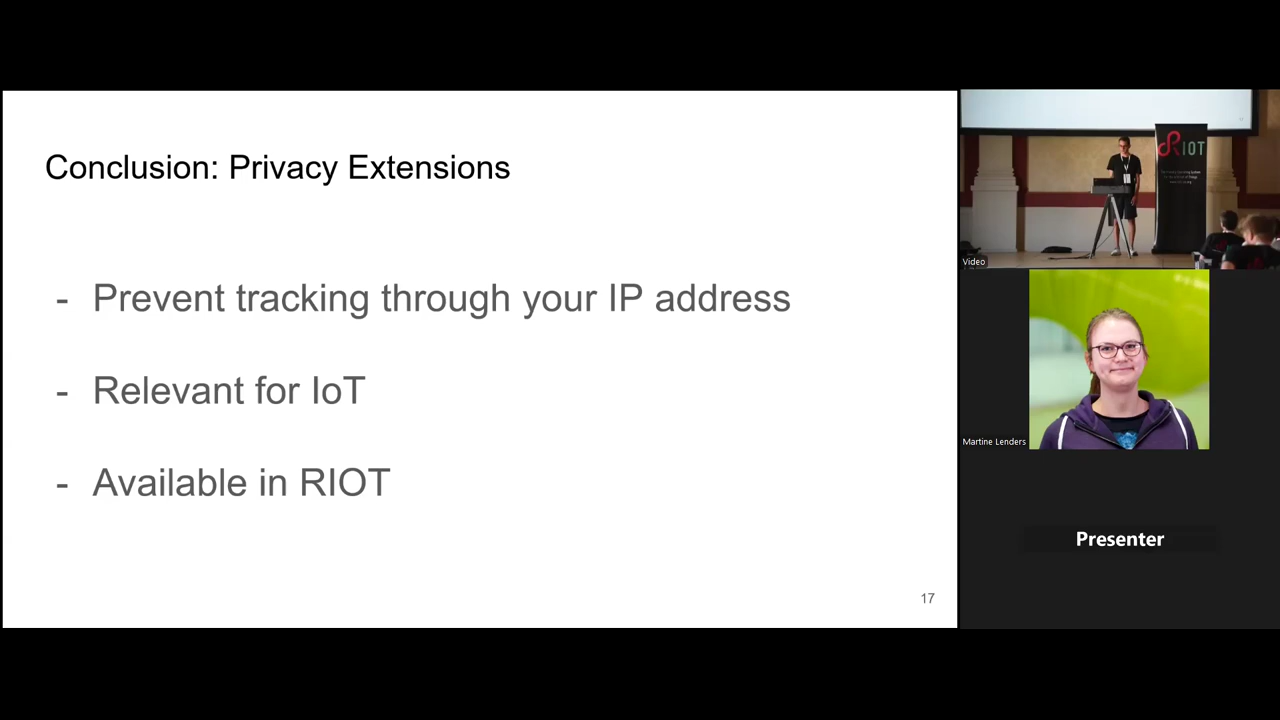 Conclusion: Privacy Extensions
- Prevent tracking through your IP address
- Relevant for IoT
- Available in RIOT
17
RIOT
Video
Martine Lenders
Presenter